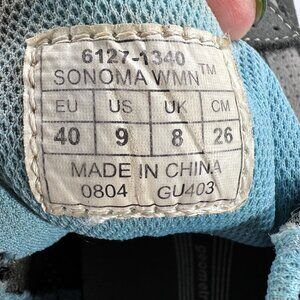 6127-1340
SONOMA WMN™
EU US UK CM
40 9 8 26
MADE IN CHINA
0804 GU403